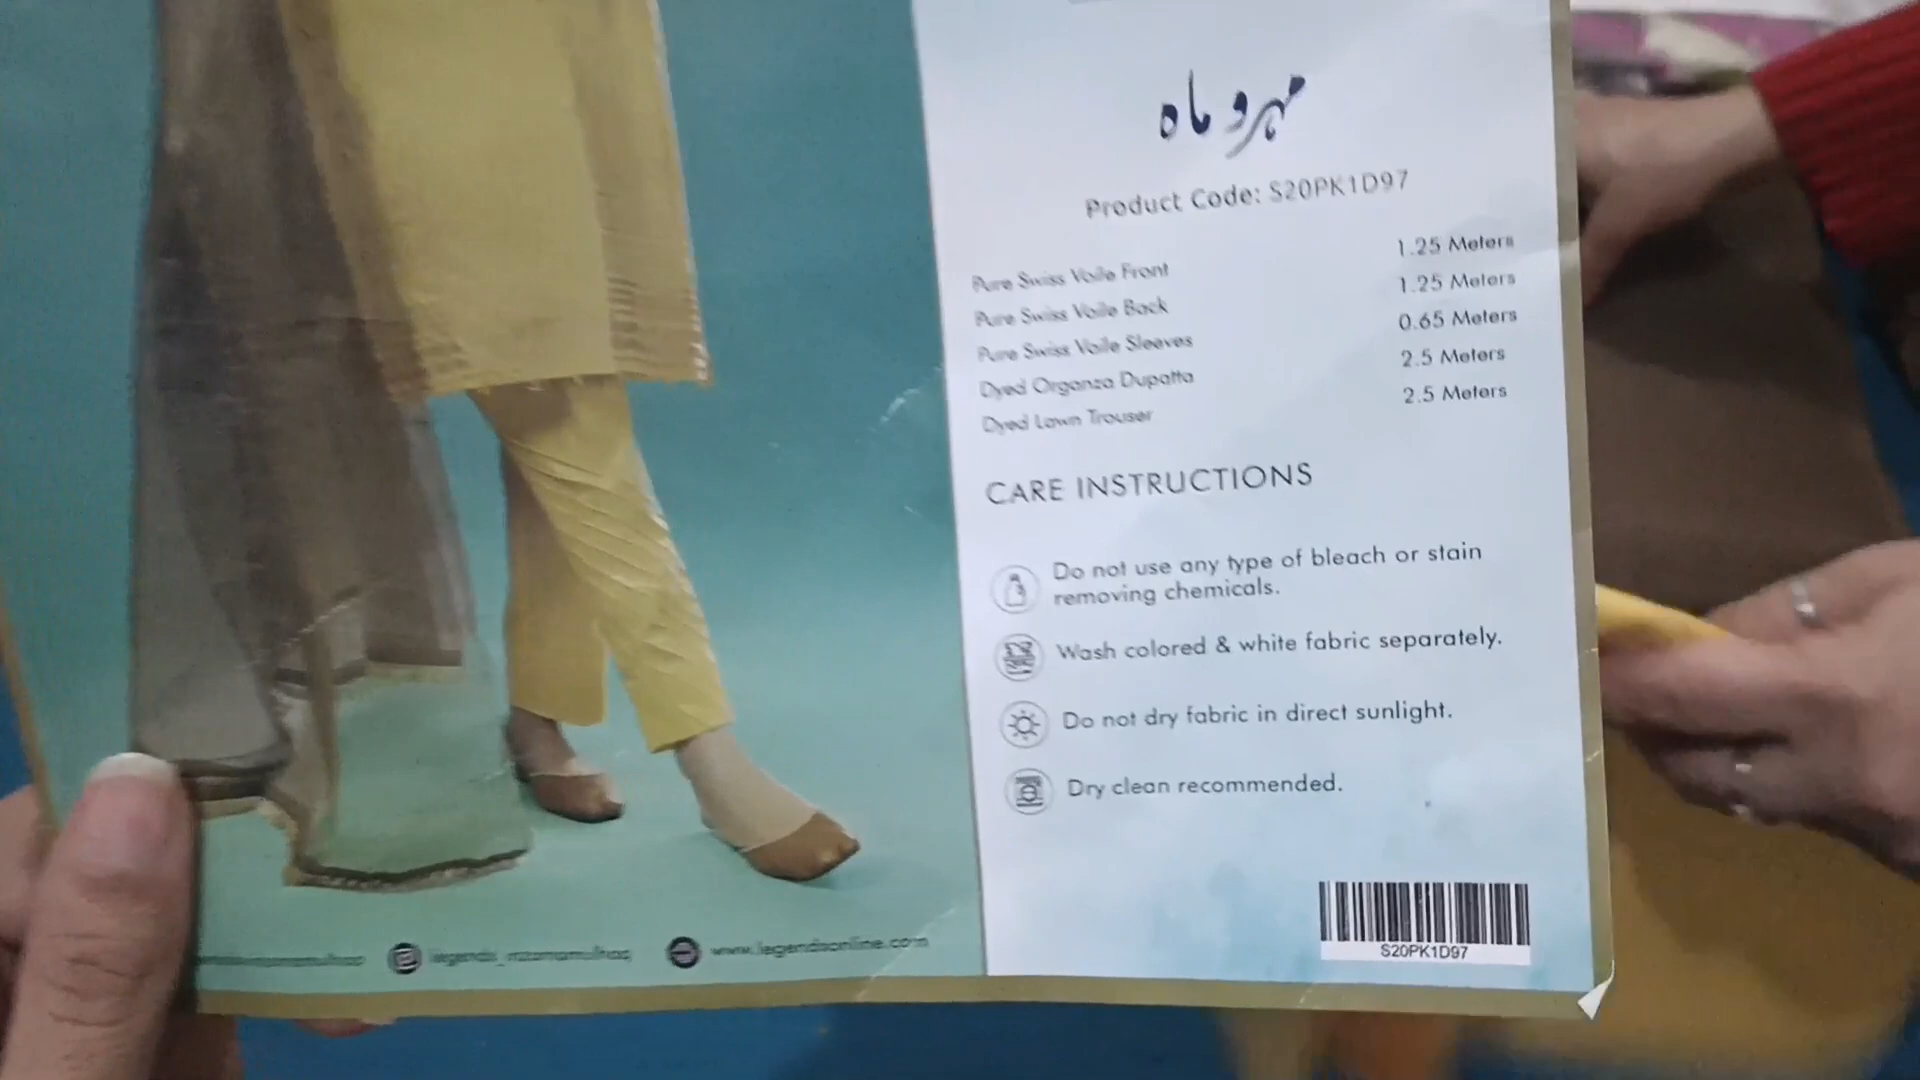 مہر و ماہ
Product Code: S20PK1D97
Pure Swiss Voile Front 1.25 Meters
Pure Swiss Voile Back 1.25 Meters
Pure Swiss Voile Sleeves 0.65 Meters
Dyed Organza Dupatta 2.5 Meters
Dyed Lawn Trouser 2.5 Meters
CARE INSTRUCTIONS
Do not use any type of bleach or stain
removing chemicals.
Wash colored & white fabric separately.
Do not dry fabric in direct sunlight.
Dry clean recommended.
S20PK1D97
www.legendsonline.com